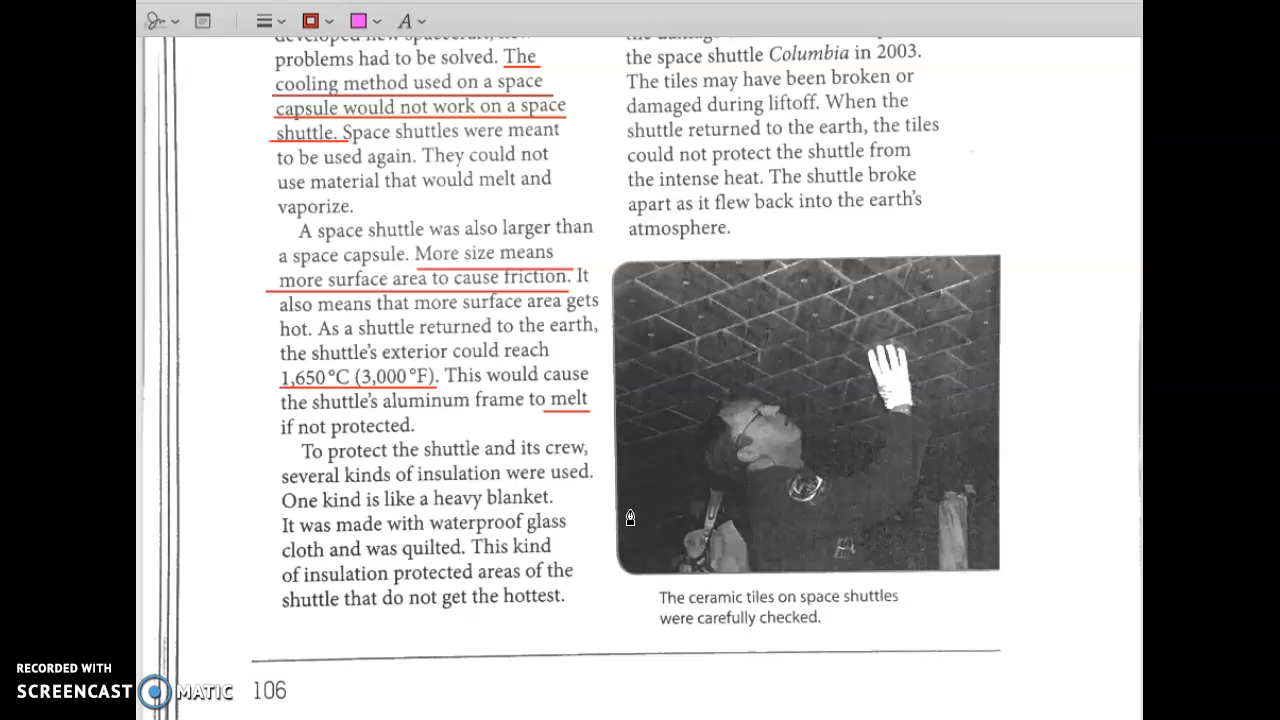 problems had to be solved. The
cooling method used on a space
capsule would not work on a space
shuttle. Space shuttles were meant
to be used again. They could not
use material that would melt and
vaporize.
A space shuttle was also larger than
a space capsule. More size means
more surface area to cause friction. It
also means that more surface area gets
hot. As a shuttle returned to the earth,
the shuttle's exterior could reach
1,650 °C (3,000 °F). This would cause
the shuttle's aluminum frame to melt
if not protected.
To protect the shuttle and its crew,
several kinds of insulation were used.
One kind is like a heavy blanket.
It was made with waterproof glass
cloth and was quilted. This kind
of insulation protected areas of the
shuttle that do not get the hottest.
the space shuttle Columbia in 2003.
The tiles may have been broken or
damaged during liftoff. When the
shuttle returned to the earth, the tiles
could not protect the shuttle from
the intense heat. The shuttle broke
apart as it flew back into the earth's
atmosphere.
The ceramic tiles on space shuttles
were carefully checked.
106
RECORDED WITH
SCREENCAST MATIC